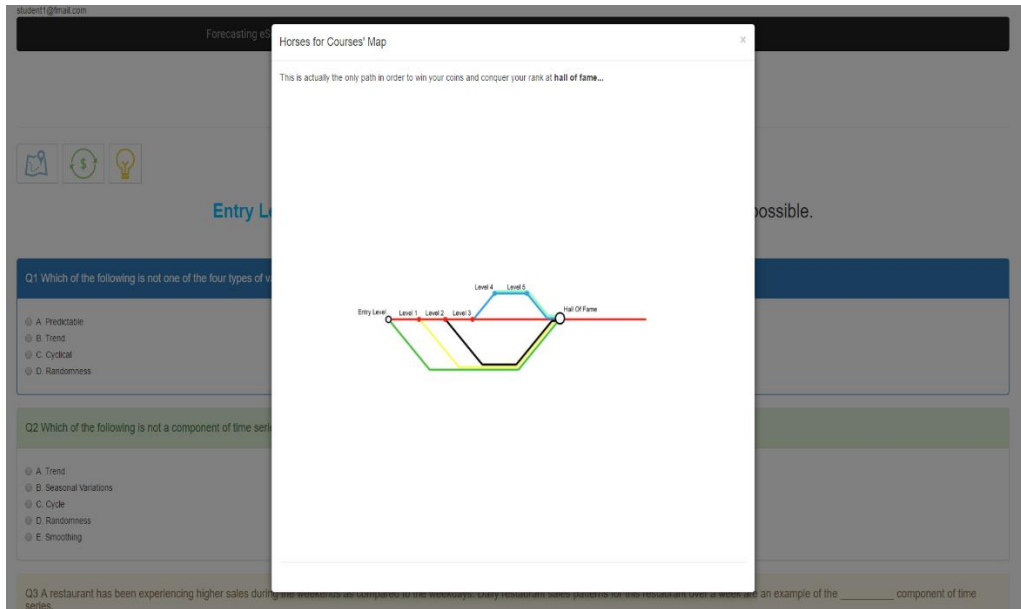 student1@fmail.com
Forecasting eS
Horses for Courses' Map
×
This is actually the only path in order to win your coins and conquer your rank at hall of fame...
Entry Le
possible.
Q1 Which of the following is not one of the four types of v
A. Predictable
B. Trend
C. Cyclical
D. Randomness
Level 4 Level 5
Entry Level Level 1 Level 2 Level 3 Hall Of Fame
Q2 Which of the following is not a component of time seri
A. Trend
B. Seasonal Variations
C. Cycle
D. Randomness
E. Smoothing
Q3 A restaurant has been experiencing higher sales during the weekends as compared to the weekdays. Daily restaurant sales patterns for this restaurant over a week are an example of the __________ component of time
series.